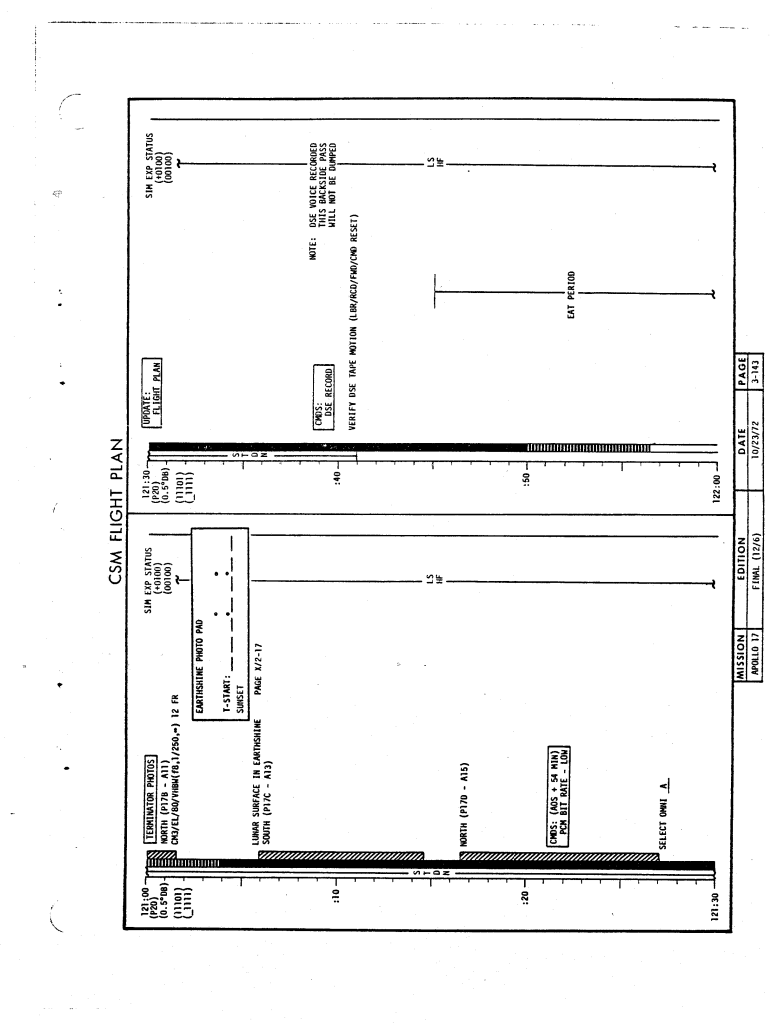 CSM FLIGHT PLAN
121:00
(P20)
(0.5°DB)
(11101)
(_1111)
TERMINATOR PHOTOS
NORTH (P17B - A11)
CM3/EL/80/VHBW(f8,1/250,∞) 12 FR
SIM EXP STATUS
(+0100)
(00100)
EARTHSHINE PHOTO PAD
T-START: _ _ _ : _ _ : _ _
SUNSET
LUNAR SURFACE IN EARTHSHINE PAGE X/2-17
SOUTH (P17C - A13)
:10
STDN
LS
HF
NORTH (P17D - A15)
:20
CMDS: (AOS + 54 MIN)
PCM BIT RATE - LOW
SELECT OMNI A
121:30
121:30
(P20)
(0.5°DB)
(11101)
(_1111)
UPDATE:
FLIGHT PLAN
SIM EXP STATUS
(+0100)
(00100)
STDN
:40
CMDS:
DSE RECORD
NOTE: DSE VOICE RECORDED
THIS BACKSIDE PASS
WILL NOT BE DUMPED
VERIFY DSE TAPE MOTION (LBR/RCD/FWD/CMD RESET)
LS
HF
:50
EAT PERIOD
122:00
MISSION EDITION DATE PAGE
APOLLO 17 FINAL (12/6) 10/23/72 3-143